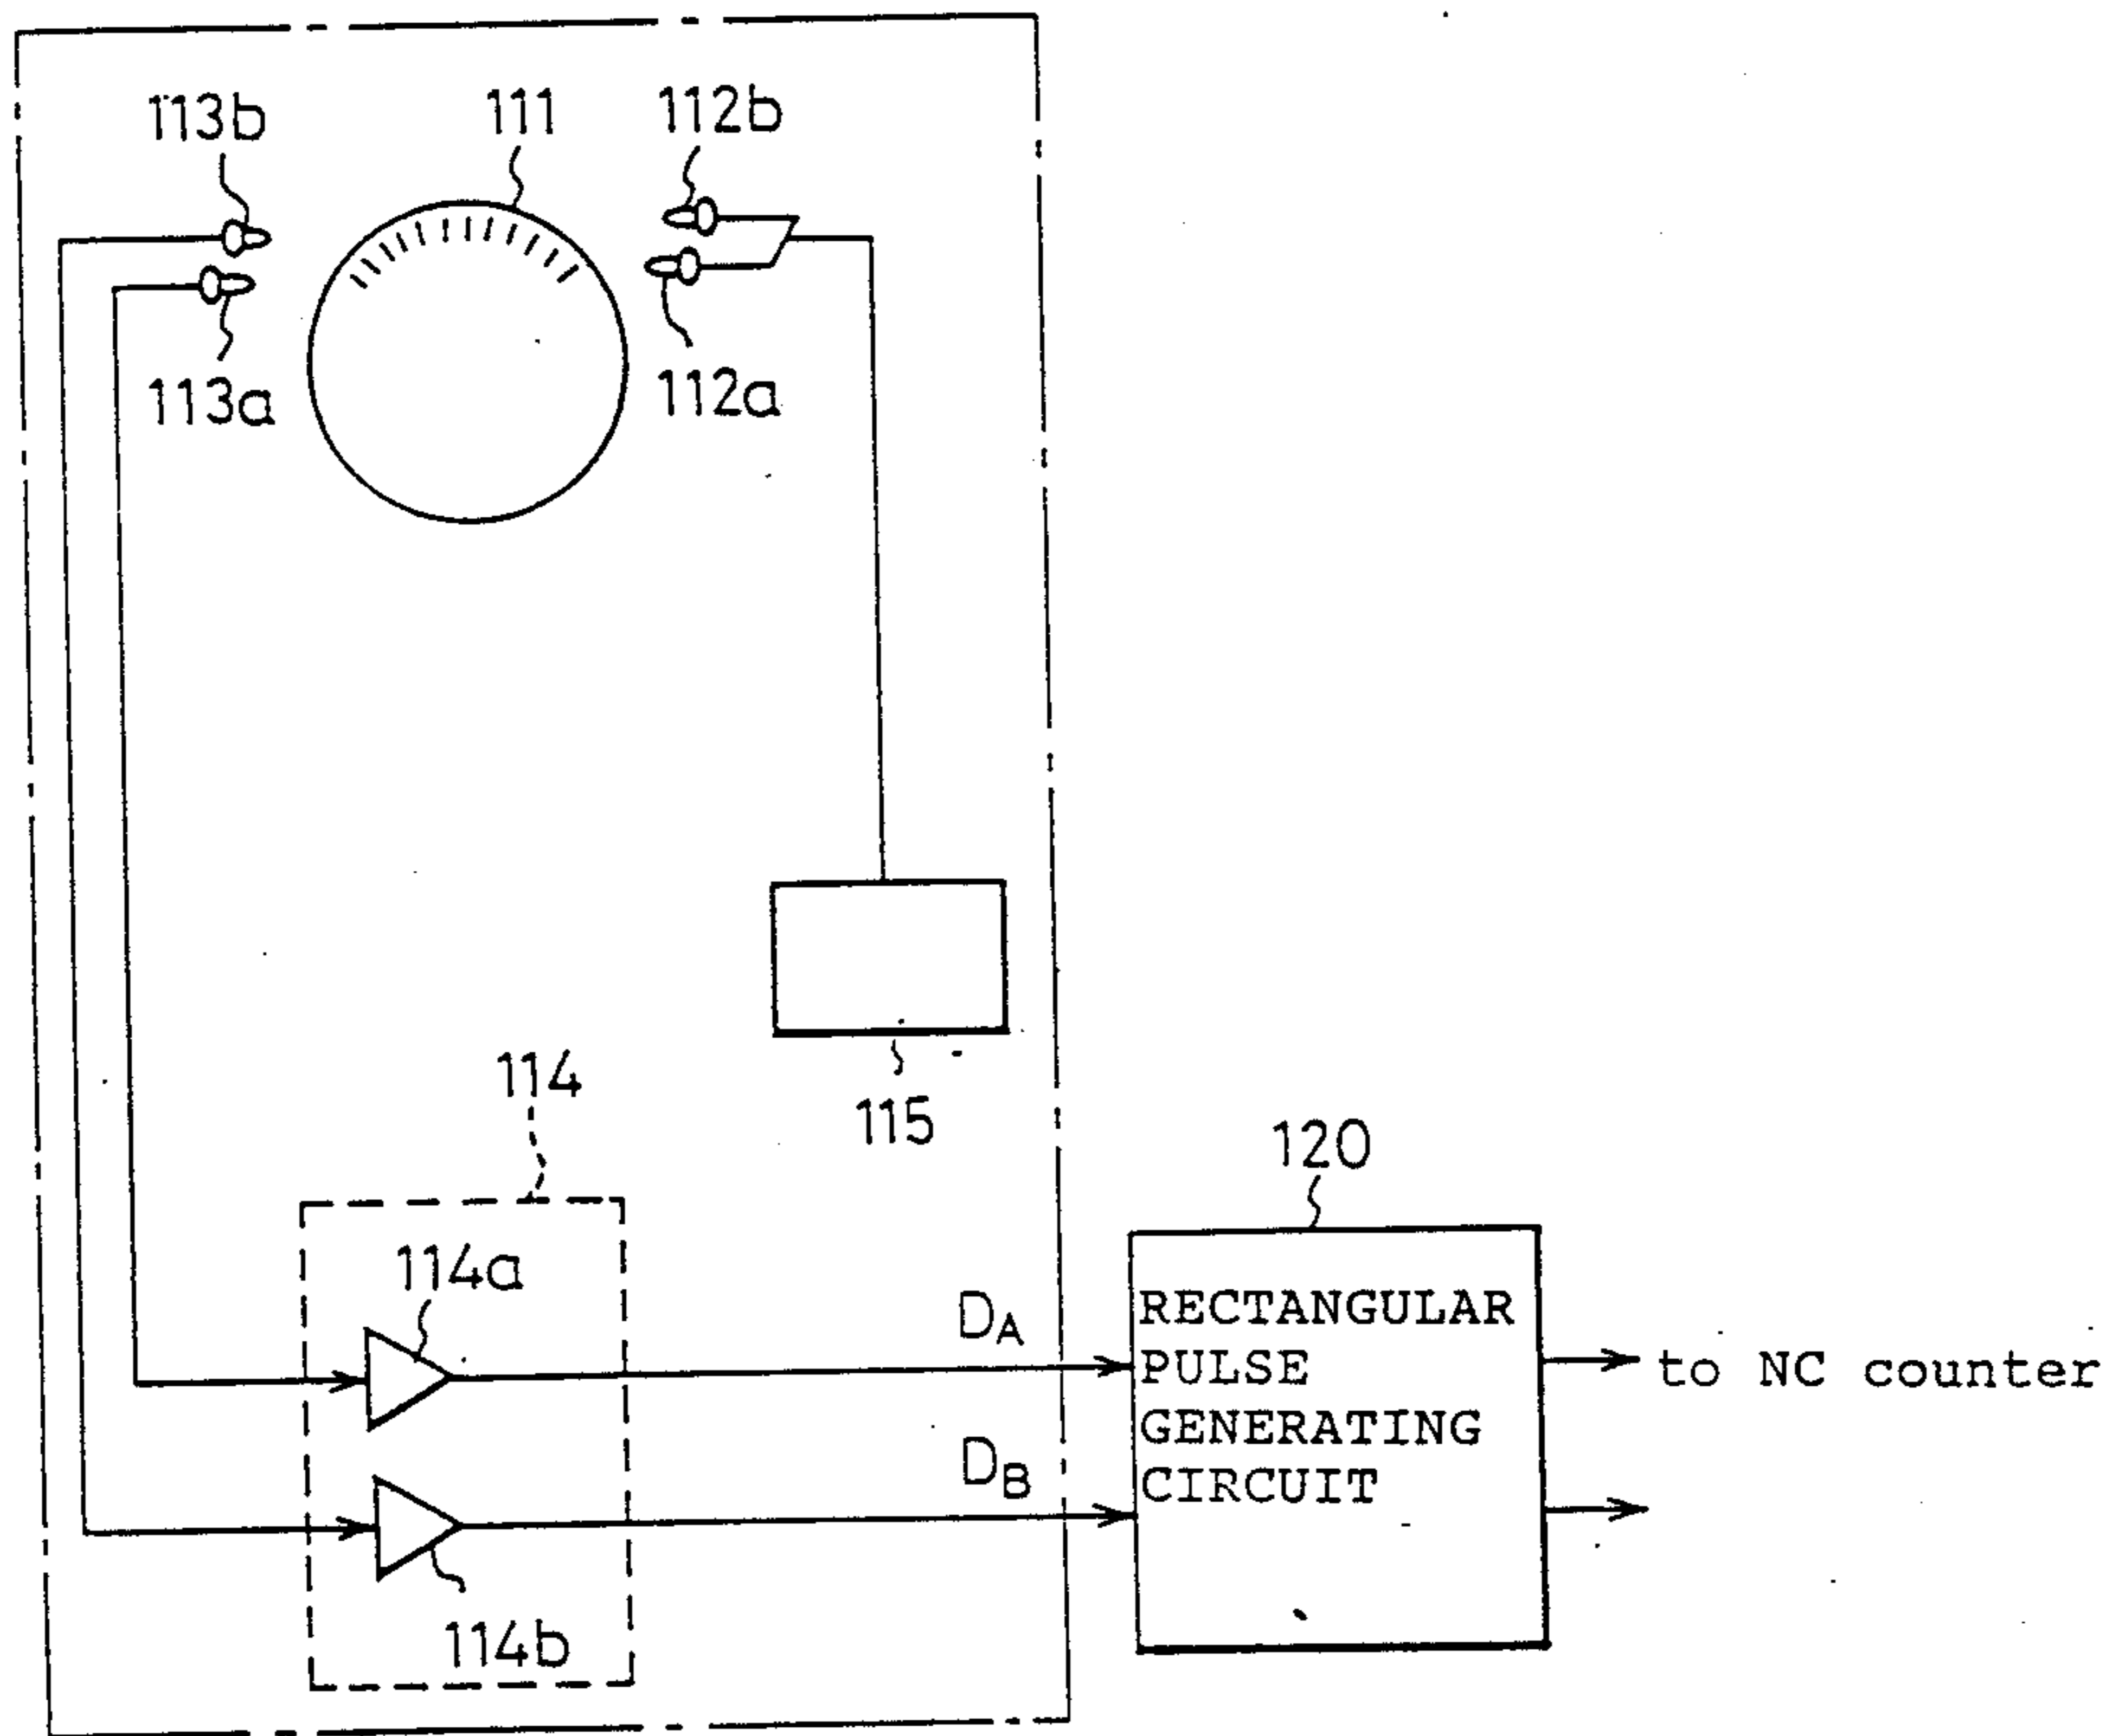 113b
111
112b
113a
112a
115
114
114a
114b
120
DA
DB
RECTANGULAR
PULSE
GENERATING
CIRCUIT
to NC counter